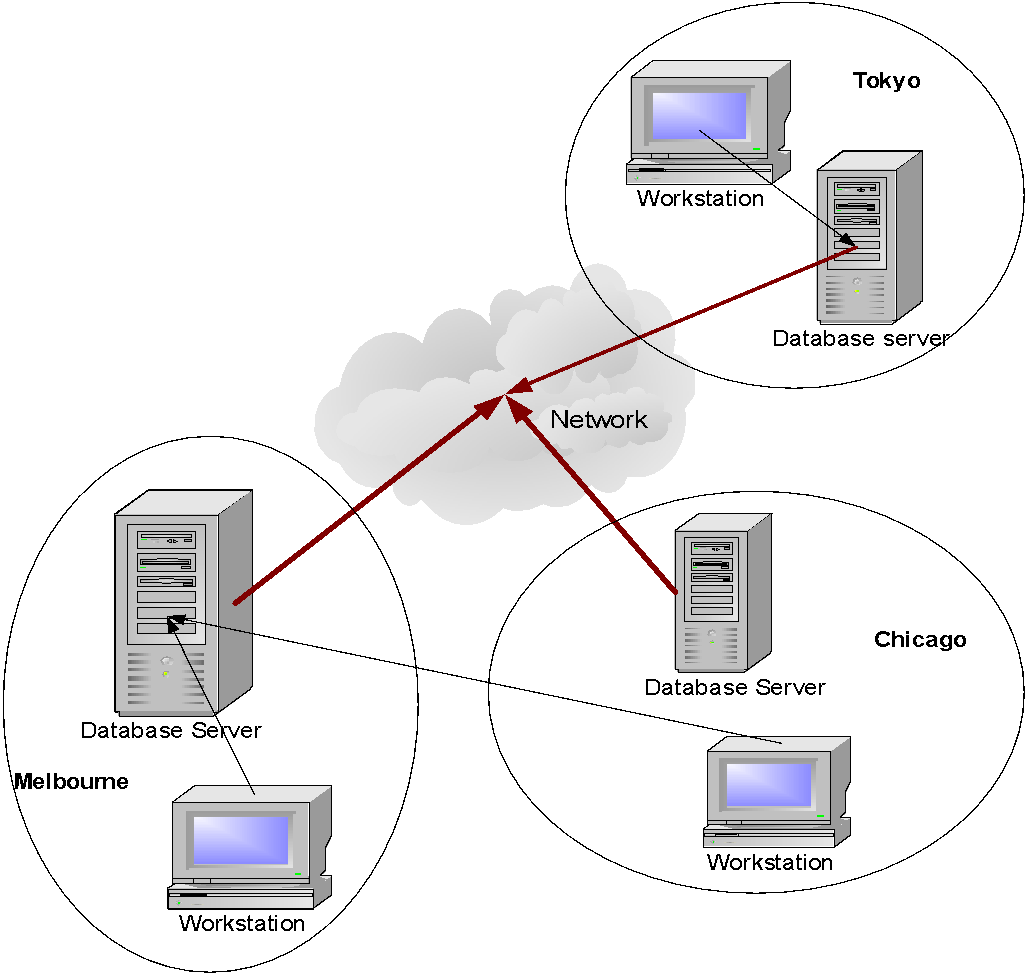 Tokyo
Workstation
Database server
Network
Database Server
Chicago
Database Server
Melbourne
Workstation
Workstation